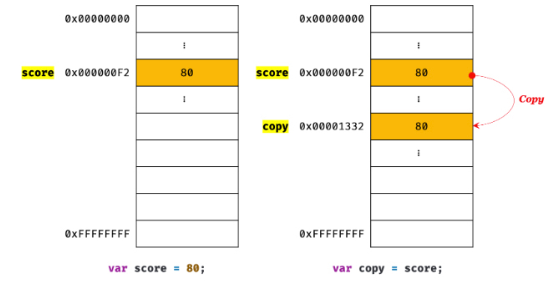 0x00000000
⋮
score 0x000000F2 80
⋮
0xFFFFFFFF
var score = 80;
0x00000000
⋮
score 0x000000F2 80
⋮
Copy
copy 0x00001332 80
⋮
0xFFFFFFFF
var copy = score;